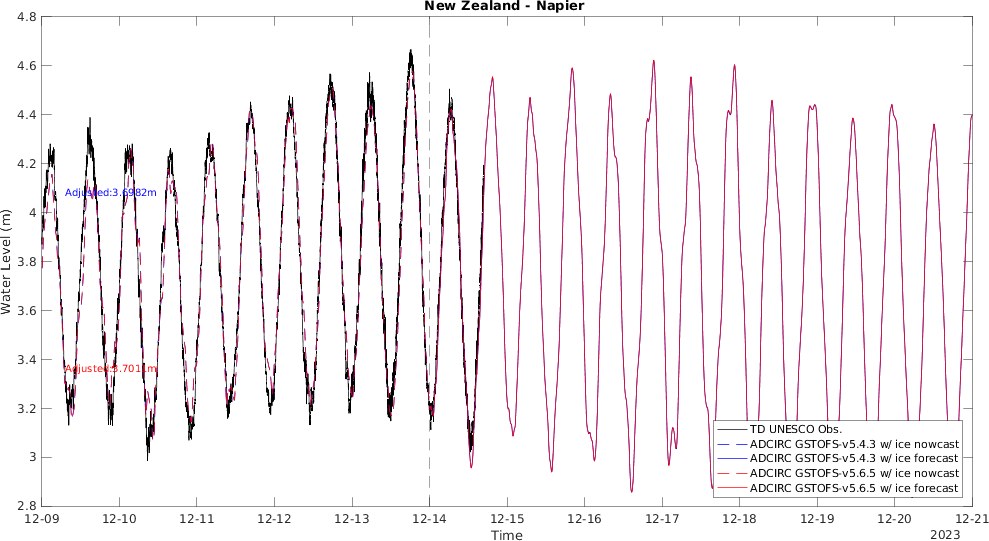 New Zealand - Napier
4.8
4.6
4.4
4.2
4
3.8
3.6
3.4
3.2
3
2.8
Water Level (m)
Adjusted:3.6982m
Adjusted:3.7011m
TD UNESCO Obs.
ADCIRC GSTOFS-v5.4.3 w/ ice nowcast
ADCIRC GSTOFS-v5.4.3 w/ ice forecast
ADCIRC GSTOFS-v5.6.5 w/ ice nowcast
ADCIRC GSTOFS-v5.6.5 w/ ice forecast
12-09 12-10 12-11 12-12 12-13 12-14 12-15 12-16 12-17 12-18 12-19 12-20 12-21
Time
2023